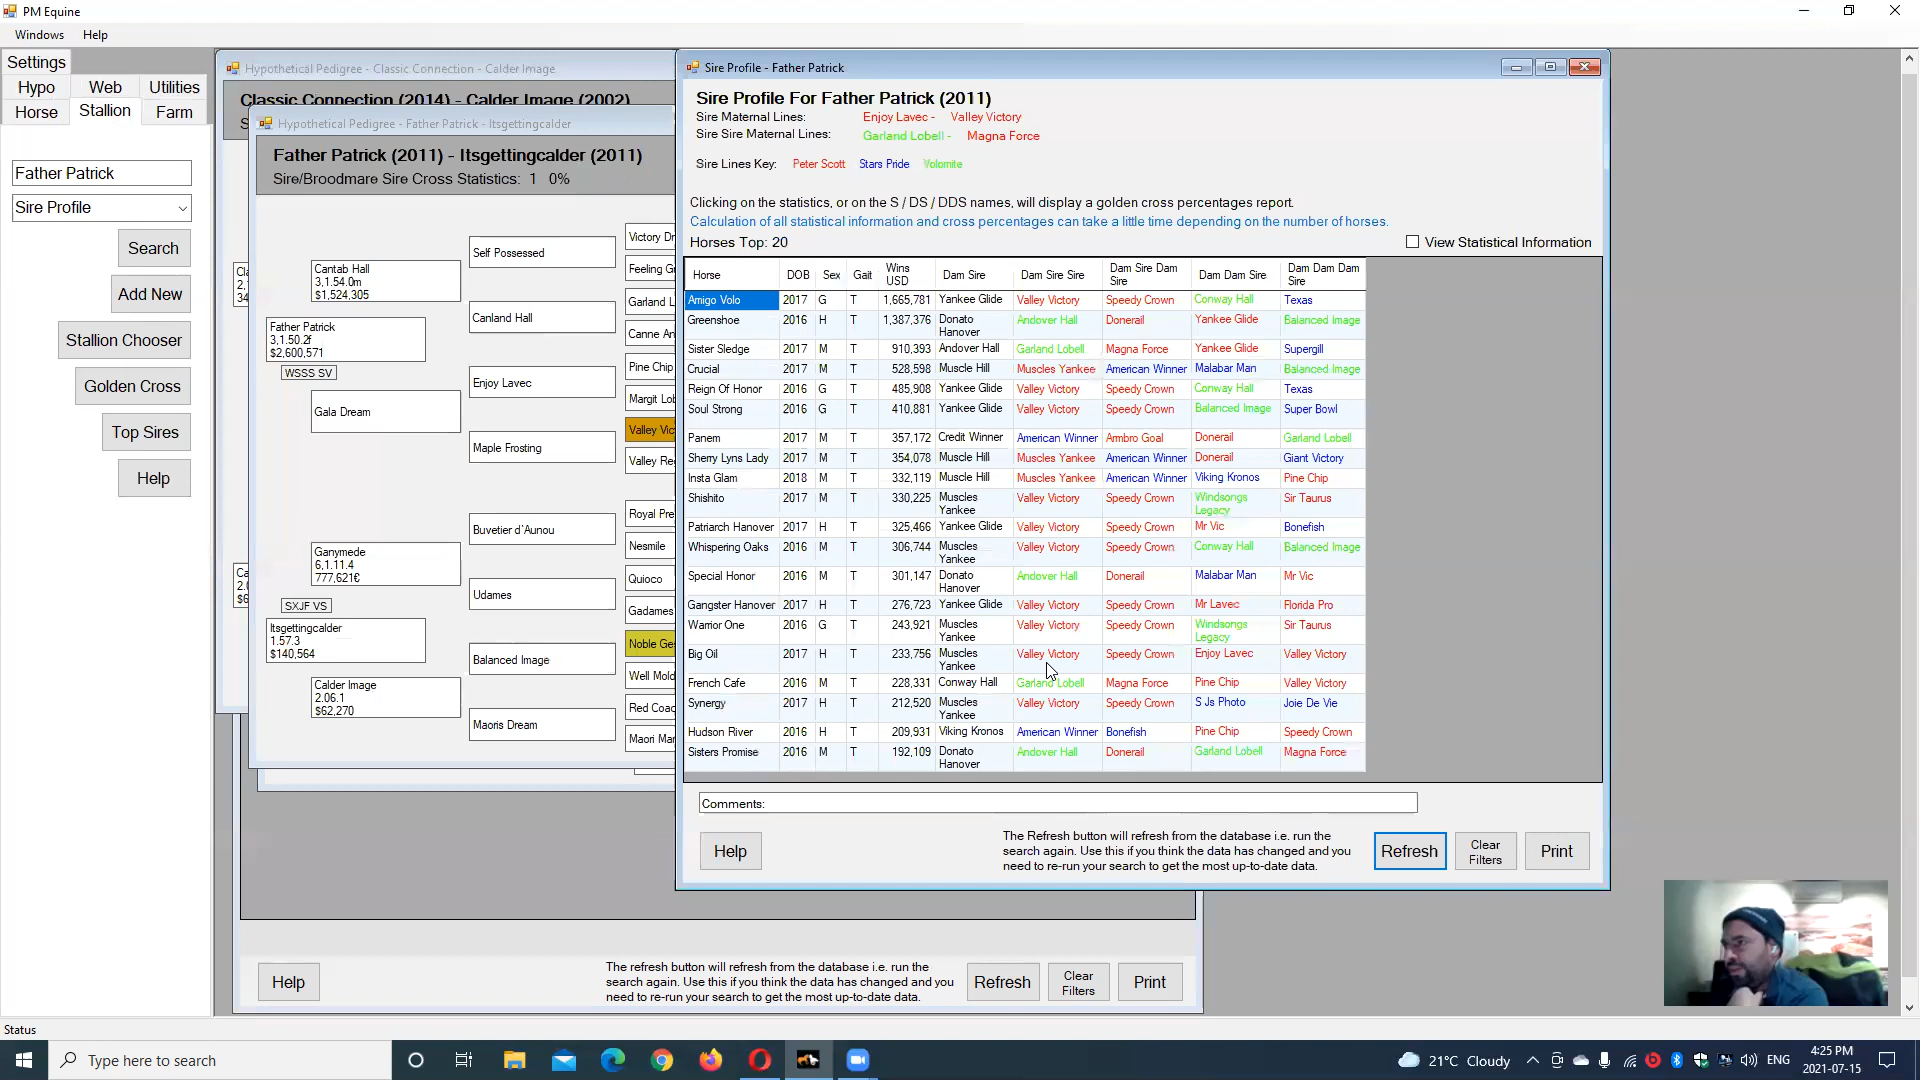 PM Equine
Windows Help
Settings
Hypo Web Utilities
Horse Stallion Farm
Father Patrick
Sire Profile
Search
Add New
Stallion Chooser
Golden Cross
Top Sires
Help
Hypothetical Pedigree - Classic Connection - Calder Image
Classic Connection (2014) - Calder Image (2002)
Hypothetical Pedigree - Father Patrick - Itsgettingcalder
Father Patrick (2011) - Itsgettingcalder (2011)
Sire/Broodmare Sire Cross Statistics: 1 0%
Cantab Hall
3,1.54.0m
$1,524,305
Father Patrick
3,1.50.2f
$2,600,571
WSSS SV
Gala Dream
Ganymede
6,1.11.4
777,621€
SXJF VS
Itsgettingcalder
1.57.3
$140,564
Calder Image
2.06.1
$62,270
Self Possessed
Canland Hall
Enjoy Lavec
Maple Frosting
Buvetier d'Aunou
Udames
Balanced Image
Maoris Dream
Victory Dr
Feeling G
Garland L
Canne An
Pine Chip
Margit Lob
Valley Vic
Valley Re
Royal Pre
Nesmile
Quioco
Gadames
Noble Ge
Well Mold
Red Coa
Maori Mar
Sire Profile - Father Patrick
Sire Profile For Father Patrick (2011)
Sire Maternal Lines: Enjoy Lavec - Valley Victory
Sire Sire Maternal Lines: Garland Lobell - Magna Force
Sire Lines Key: Peter Scott Stars Pride Volomite
Clicking on the statistics, or on the S / DS / DDS names, will display a golden cross percentages report.
Calculation of all statistical information and cross percentages can take a little time depending on the number of horses.
Horses Top: 20 View Statistical Information
Horse DOB Sex Gait Wins USD Dam Sire Dam Sire Sire Dam Sire Dam Sire Dam Dam Sire Dam Dam Dam Sire
Amigo Volo 2017 G T 1,665,781 Yankee Glide Valley Victory Speedy Crown Conway Hall Texas
Greenshoe 2016 H T 1,387,376 Donato Hanover Andover Hall Donerail Yankee Glide Balanced Image
Sister Sledge 2017 M T 910,393 Andover Hall Garland Lobell Magna Force Yankee Glide Supergill
Crucial 2017 M T 528,598 Muscle Hill Muscles Yankee American Winner Malabar Man Balanced Image
Reign Of Honor 2016 G T 485,908 Yankee Glide Valley Victory Speedy Crown Conway Hall Texas
Soul Strong 2016 G T 410,881 Yankee Glide Valley Victory Speedy Crown Balanced Image Super Bowl
Panem 2017 M T 357,172 Credit Winner American Winner Ambro Goal Donerail Garland Lobell
Sherry Lyns Lady 2017 M T 354,078 Muscle Hill Muscles Yankee American Winner Donerail Giant Victory
Insta Glam 2018 M T 332,119 Muscle Hill Muscles Yankee American Winner Viking Kronos Pine Chip
Shishito 2017 M T 330,225 Muscles Yankee Valley Victory Speedy Crown Windsongs Legacy Sir Taurus
Patriarch Hanover 2017 H T 325,466 Yankee Glide Valley Victory Speedy Crown Mr Vic Bonefish
Whispering Oaks 2016 M T 306,744 Muscles Yankee Valley Victory Speedy Crown Conway Hall Balanced Image
Special Honor 2016 M T 301,147 Donato Hanover Andover Hall Donerail Malabar Man Mr Vic
Gangster Hanover 2017 H T 276,723 Yankee Glide Valley Victory Speedy Crown Mr Lavec Florida Pro
Warrior One 2016 G T 243,921 Muscles Yankee Valley Victory Speedy Crown Windsongs Legacy Sir Taurus
Big Oil 2017 H T 233,756 Muscles Yankee Valley Victory Speedy Crown Enjoy Lavec Valley Victory
French Cafe 2016 M T 228,331 Conway Hall Garland Lobell Magna Force Pine Chip Valley Victory
Synergy 2017 H T 212,520 Muscles Yankee Valley Victory Speedy Crown S Js Photo Joie De Vie
Hudson River 2016 H T 209,931 Viking Kronos American Winner Bonefish Pine Chip Speedy Crown
Sisters Promise 2016 M T 192,109 Donato Hanover Andover Hall Donerail Garland Lobell Magna Force
Comments:
Help
The Refresh button will refresh from the database i.e. run the
search again. Use this if you think the data has changed and you
need to re-run your search to get the most up-to-date data.
Refresh Clear Filters Print
Help
The refresh button will refresh from the database i.e. run the
search again. Use this if you think the data has changed and you
need to re-run your search to get the most up-to-date data.
Refresh Clear Filters Print
Status
Type here to search
21°C Cloudy
ENG
4:25 PM
2021-07-15